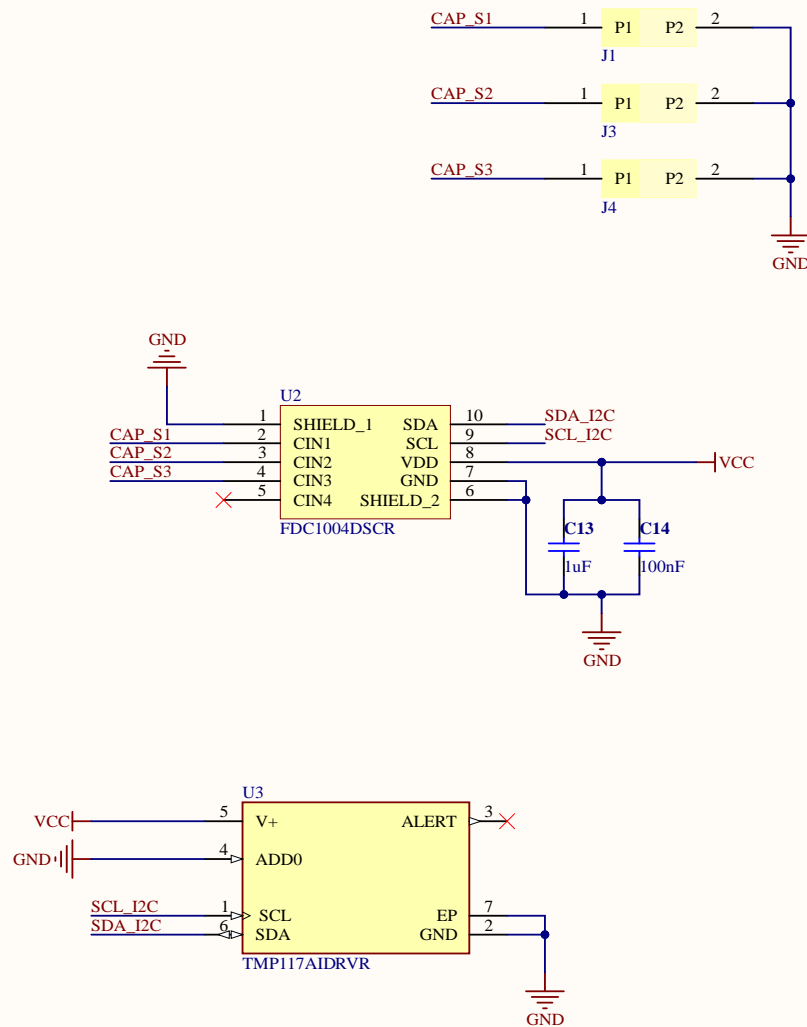 CAP_S1 1 P1 P2 2
J1
CAP_S2 1 P1 P2 2
J3
CAP_S3 1 P1 P2 2
J4
GND
GND
U2
1 SHIELD_1 SDA 10 SDA_I2C
CAP_S1 2 CIN1 SCL 9 SCL_I2C
CAP_S2 3 CIN2 VDD 8 VCC
CAP_S3 4 CIN3 GND 7
5 CIN4 SHIELD_2 6
FDC1004DSCR
C13 C14
1uF 100nF
GND
U3
VCC 5 V+ ALERT 3
GND 4 ADD0
SCL_I2C 1 SCL EP 7
SDA_I2C 6 SDA GND 2
TMP117AIDRVR
GND